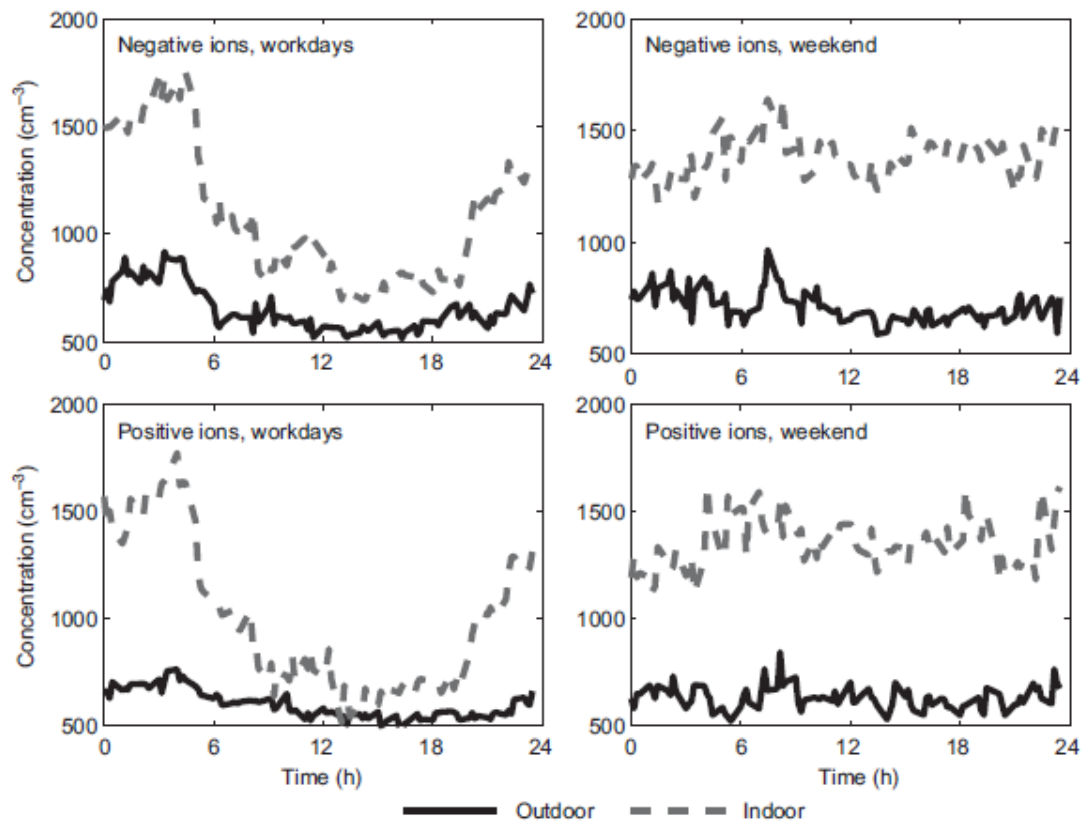 2000
Negative ions, workdays
1500
1000
500
0 6 12 18 24
Concentration (cm⁻³)
2000
Negative ions, weekend
1500
1000
500
0 6 12 18 24
2000
Positive ions, workdays
1500
1000
500
0 6 12 18 24
Concentration (cm⁻³)
Time (h)
2000
Positive ions, weekend
1500
1000
500
0 6 12 18 24
Time (h)
Outdoor Indoor